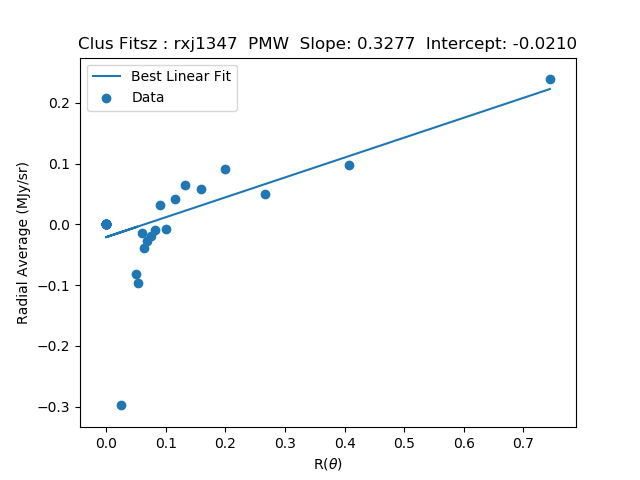 Clus Fitsz : rxj1347  PMW  Slope: 0.3277  Intercept: -0.0210
Best Linear Fit
Data
Radial Average (MJy/sr)
0.2
0.1
0.0
−0.1
−0.2
−0.3
0.0 0.1 0.2 0.3 0.4 0.5 0.6 0.7
R(θ)